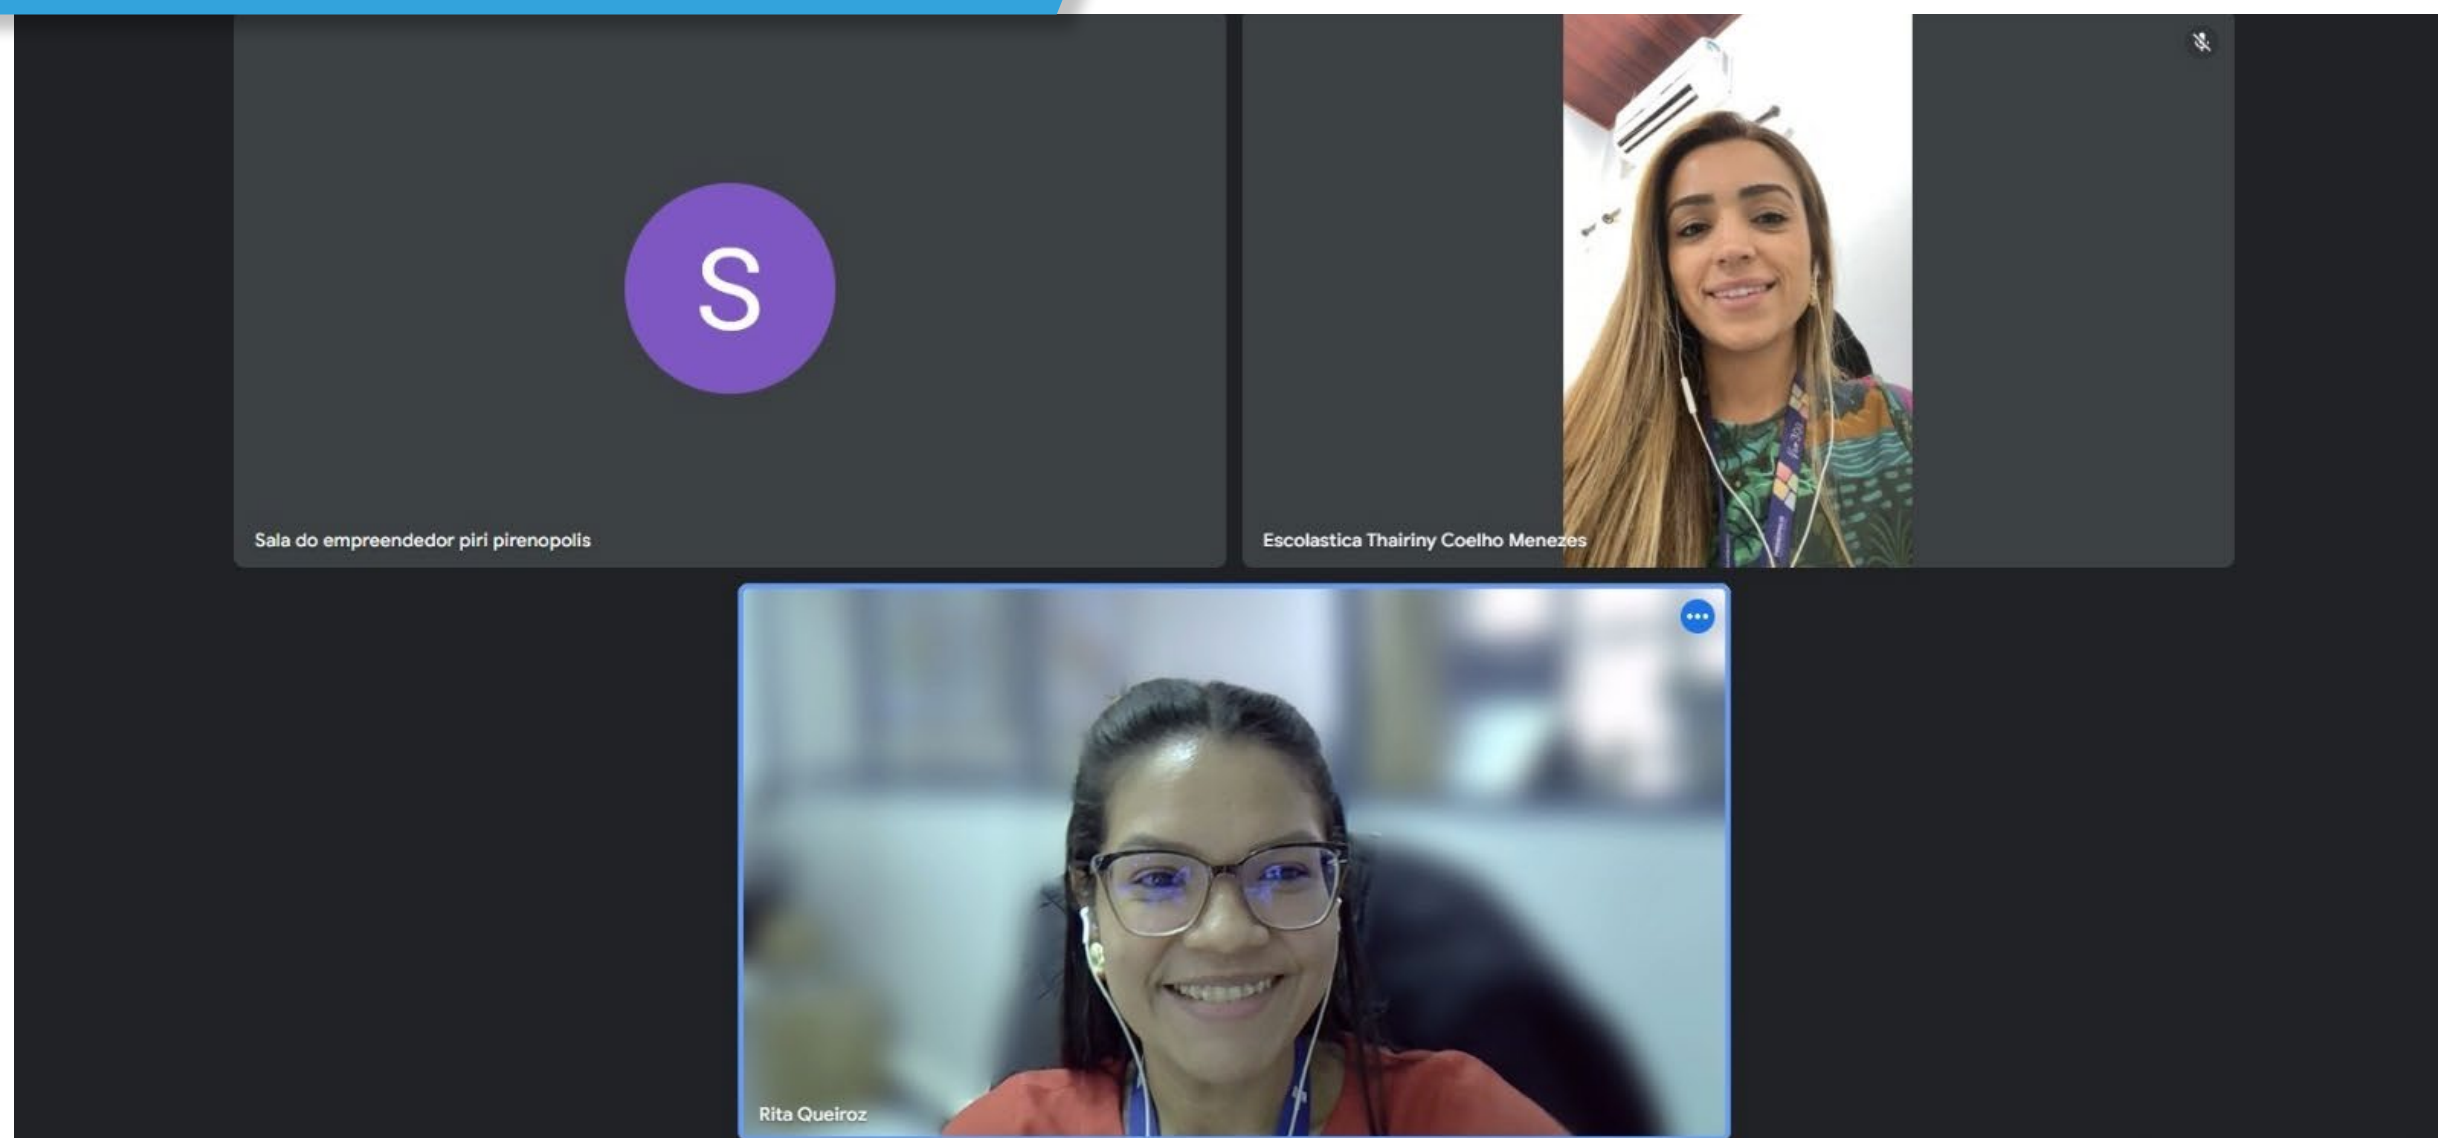 S
Sala do empreendedor piri pirenopolis
Escolastica Thairiny Coelho Menezes
Rita Queiroz